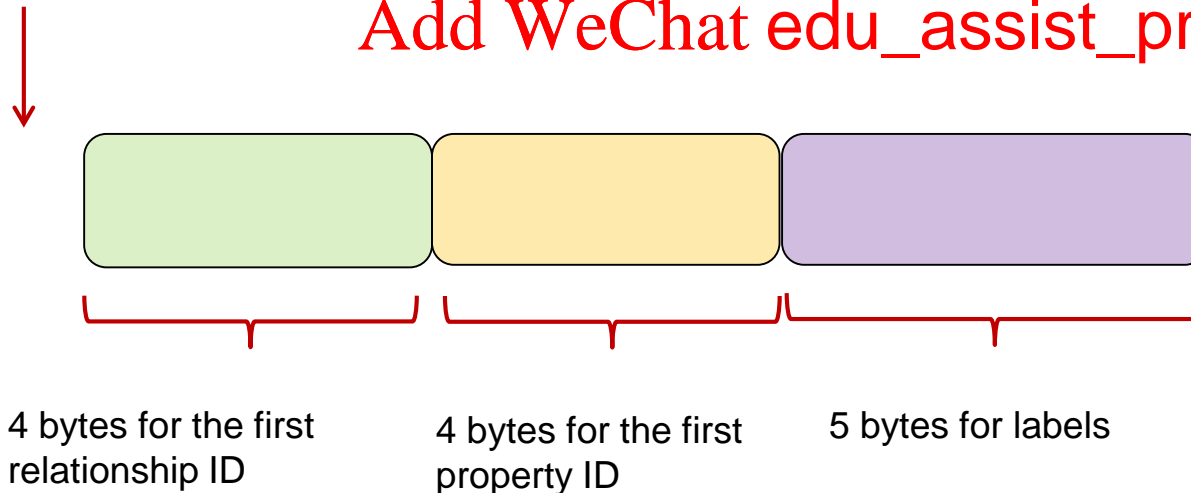 Add WeChat edu_assist_pr
4 bytes for the first
relationship ID
4 bytes for the first
property ID
5 bytes for labels